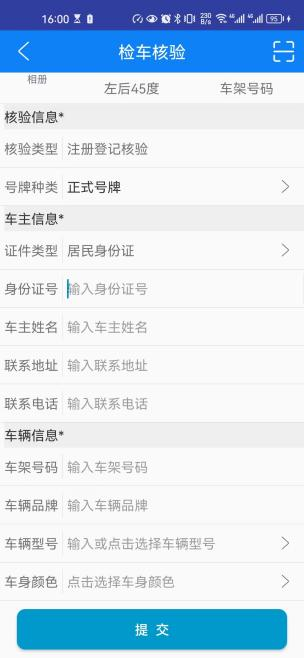 16:00 230 B/s 4G 4G 95
检车核验
相册
左后45度 车架号码
核验信息*
核验类型 注册登记核验
号牌种类 正式号牌
车主信息*
证件类型 居民身份证
身份证号 输入身份证号
车主姓名 输入车主姓名
联系地址 输入联系地址
联系电话 输入联系电话
车辆信息*
车架号码 输入车架号码
车辆品牌 输入车辆品牌
车辆型号 输入或点击选择车辆型号
车身颜色 点击选择车身颜色
提 交